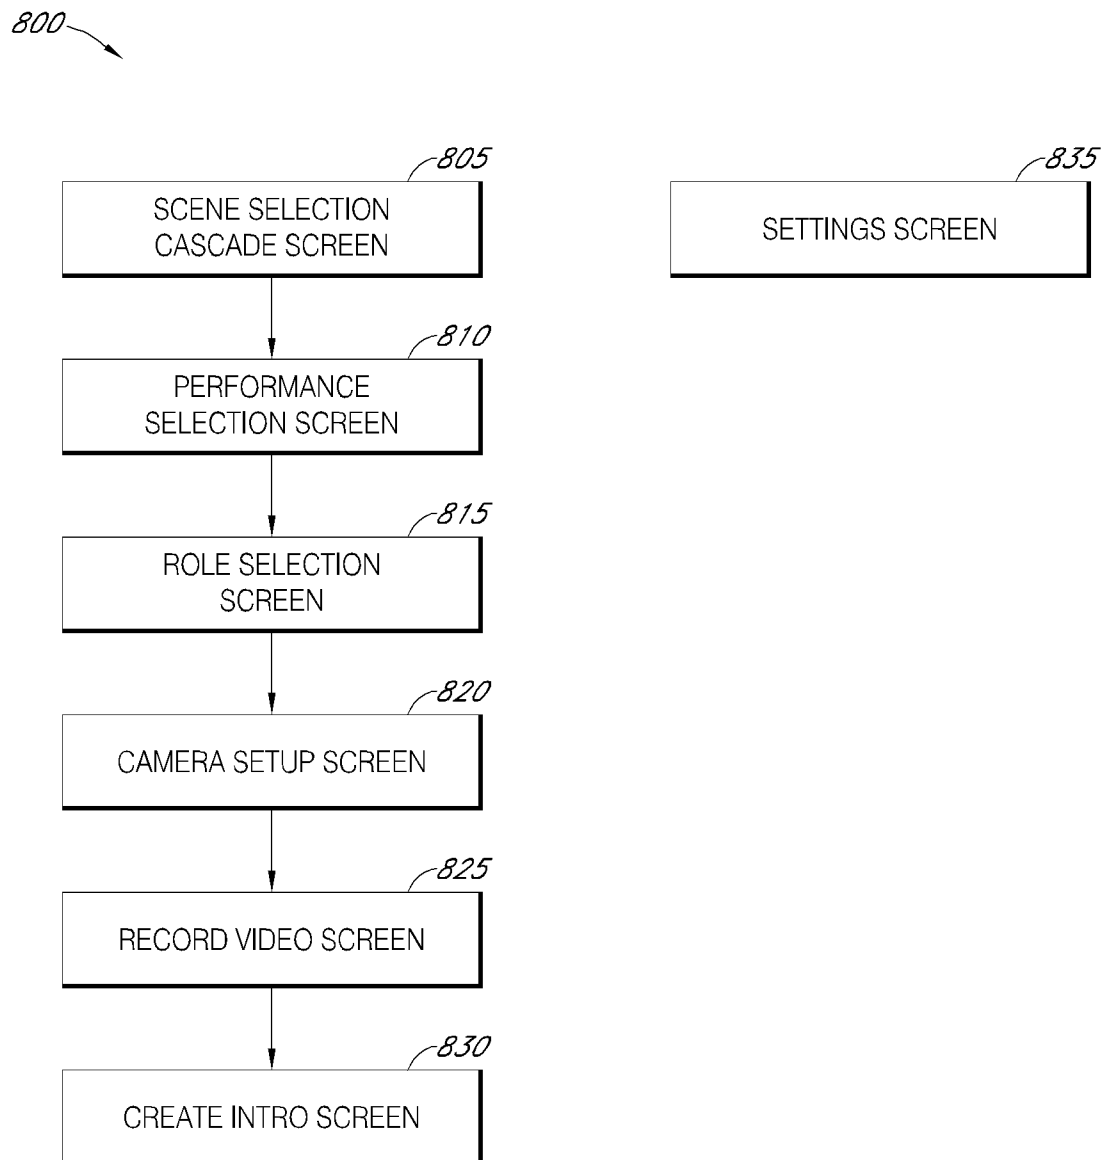 800
805
SCENE SELECTION
CASCADE SCREEN
835
SETTINGS SCREEN
810
PERFORMANCE
SELECTION SCREEN
815
ROLE SELECTION
SCREEN
820
CAMERA SETUP SCREEN
825
RECORD VIDEO SCREEN
830
CREATE INTRO SCREEN